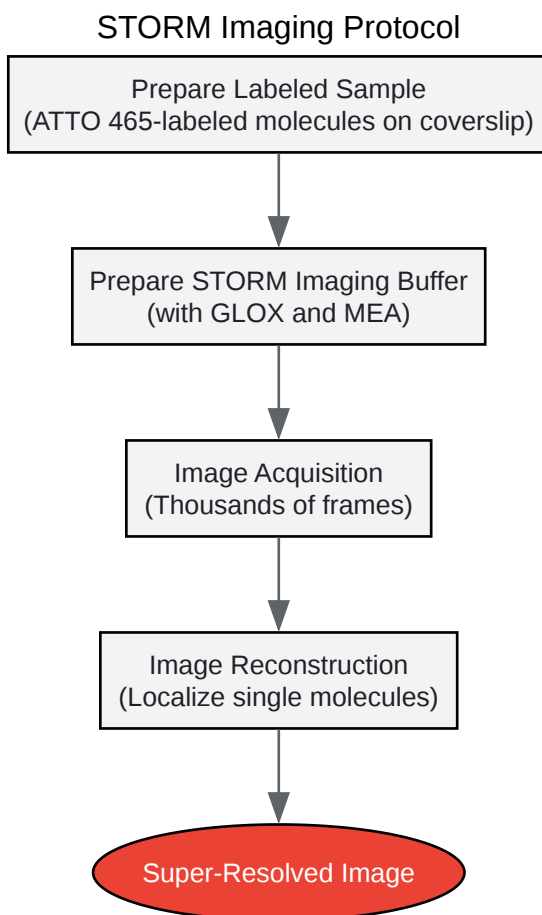 STORM Imaging Protocol
Prepare Labeled Sample
(ATTO 465-labeled molecules on coverslip)
Prepare STORM Imaging Buffer
(with GLOX and MEA)
Image Acquisition
(Thousands of frames)
Image Reconstruction
(Localize single molecules)
Super-Resolved Image